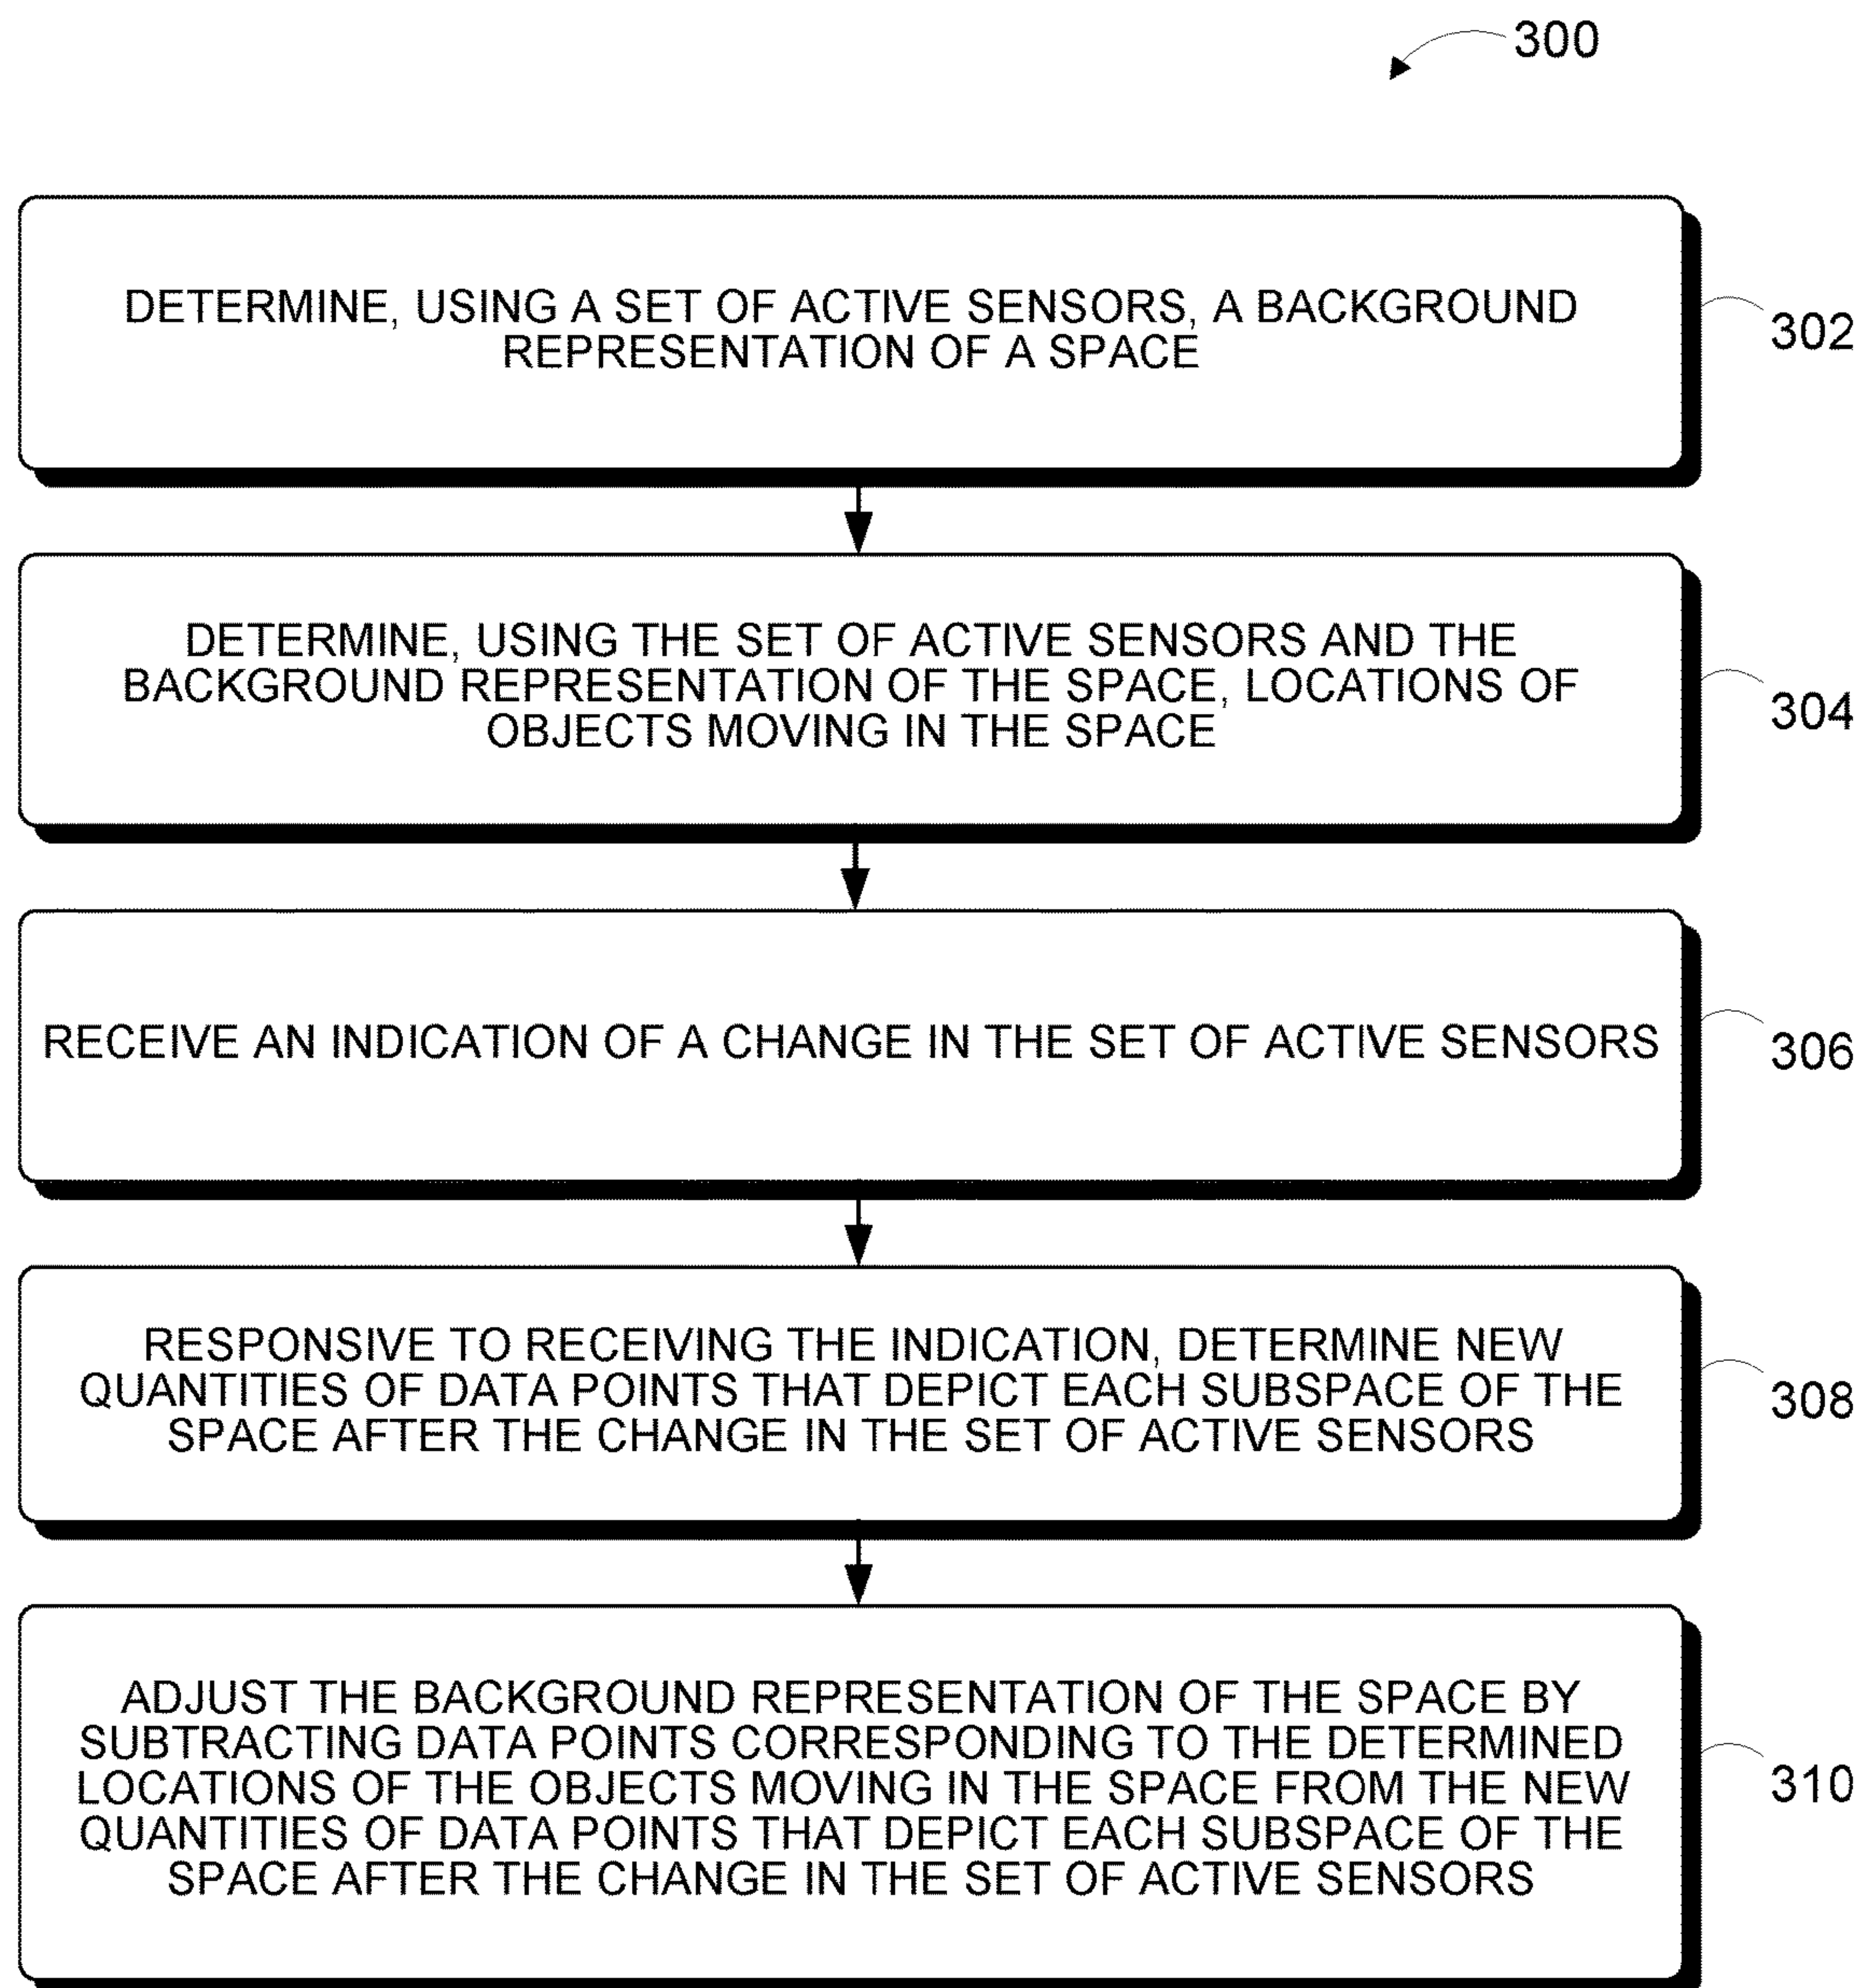 300
DETERMINE, USING A SET OF ACTIVE SENSORS, A BACKGROUND
REPRESENTATION OF A SPACE
302
DETERMINE, USING THE SET OF ACTIVE SENSORS AND THE
BACKGROUND REPRESENTATION OF THE SPACE, LOCATIONS OF
OBJECTS MOVING IN THE SPACE
304
RECEIVE AN INDICATION OF A CHANGE IN THE SET OF ACTIVE SENSORS
306
RESPONSIVE TO RECEIVING THE INDICATION, DETERMINE NEW
QUANTITIES OF DATA POINTS THAT DEPICT EACH SUBSPACE OF THE
SPACE AFTER THE CHANGE IN THE SET OF ACTIVE SENSORS
308
ADJUST THE BACKGROUND REPRESENTATION OF THE SPACE BY
SUBTRACTING DATA POINTS CORRESPONDING TO THE DETERMINED
LOCATIONS OF THE OBJECTS MOVING IN THE SPACE FROM THE NEW
QUANTITIES OF DATA POINTS THAT DEPICT EACH SUBSPACE OF THE
SPACE AFTER THE CHANGE IN THE SET OF ACTIVE SENSORS
310